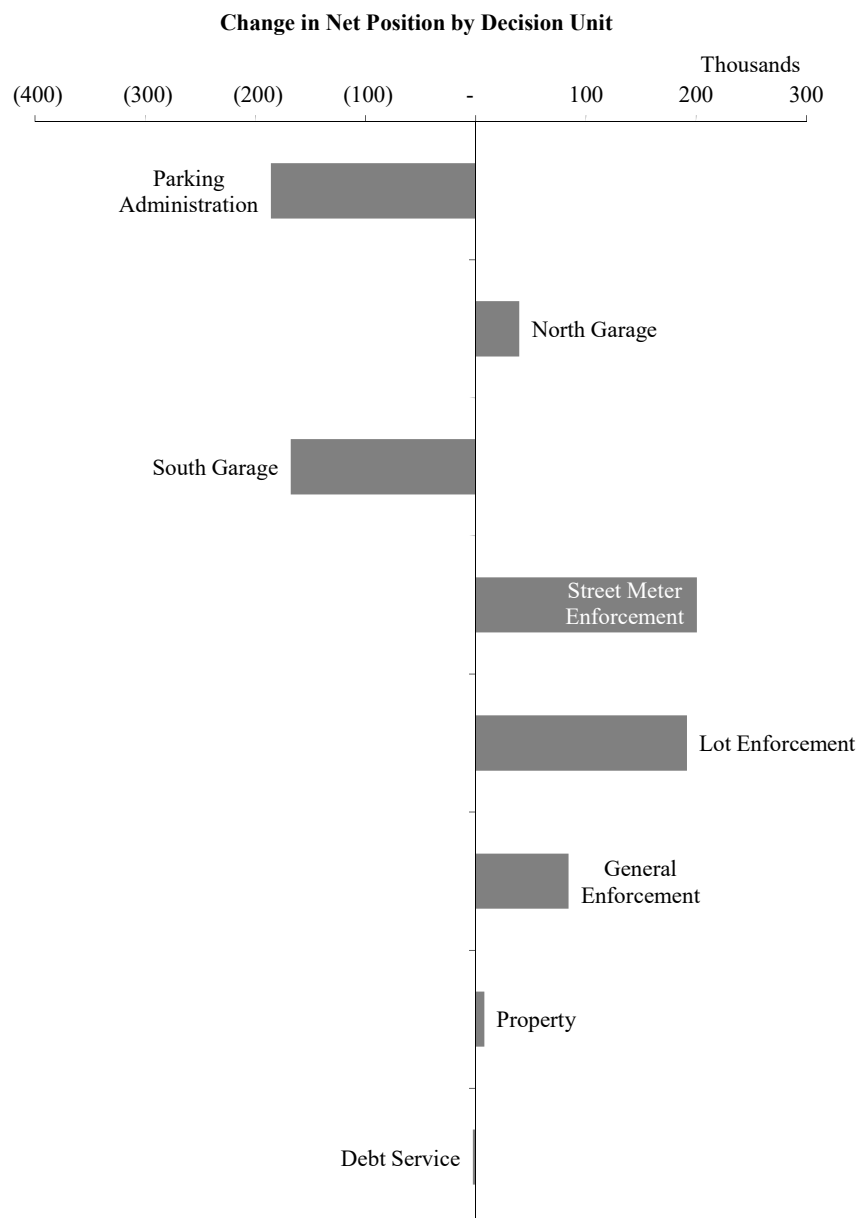 Change in Net Position by Decision Unit
Thousands
(400) (300) (200) (100) - 100 200 300
Parking
Administration
North Garage
South Garage
Street Meter
Enforcement
Lot Enforcement
General
Enforcement
Property
Debt Service